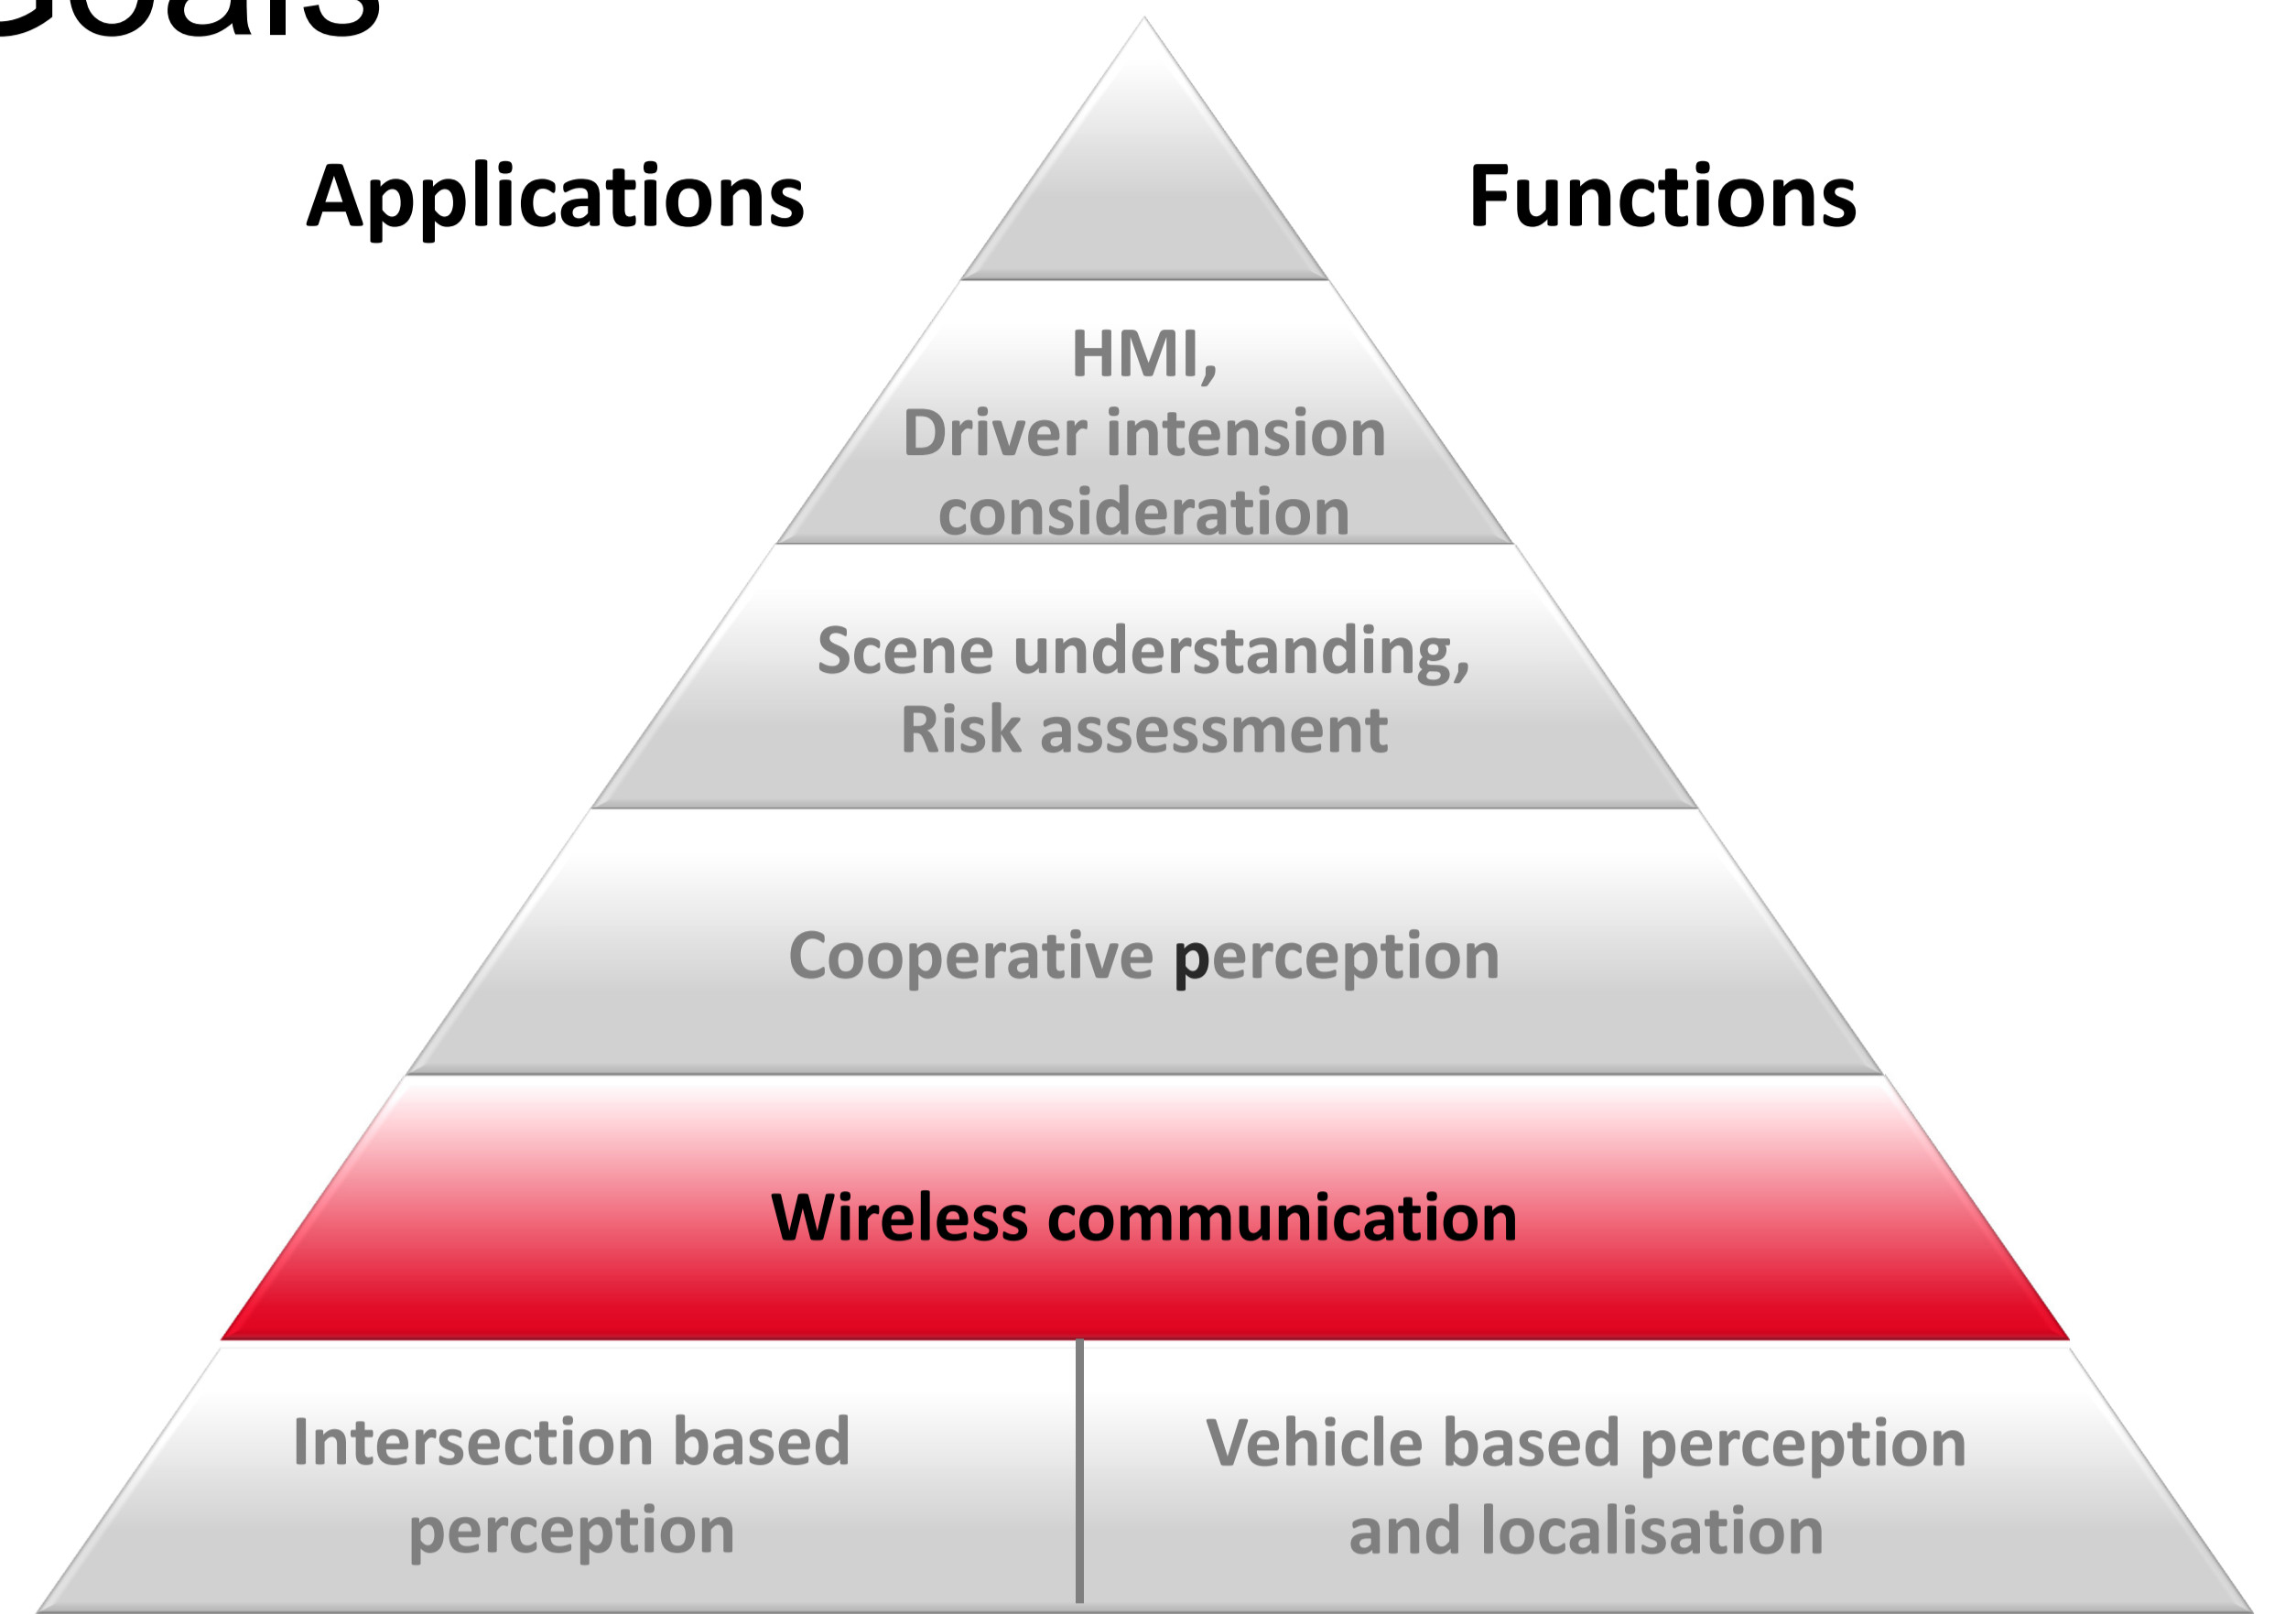 Applications
Functions
HMI,
Driver intension
consideration
Scene understanding,
Risk assessment
Cooperative perception
Wireless communication
Intersection based
perception
Vehicle based perception
and localisation